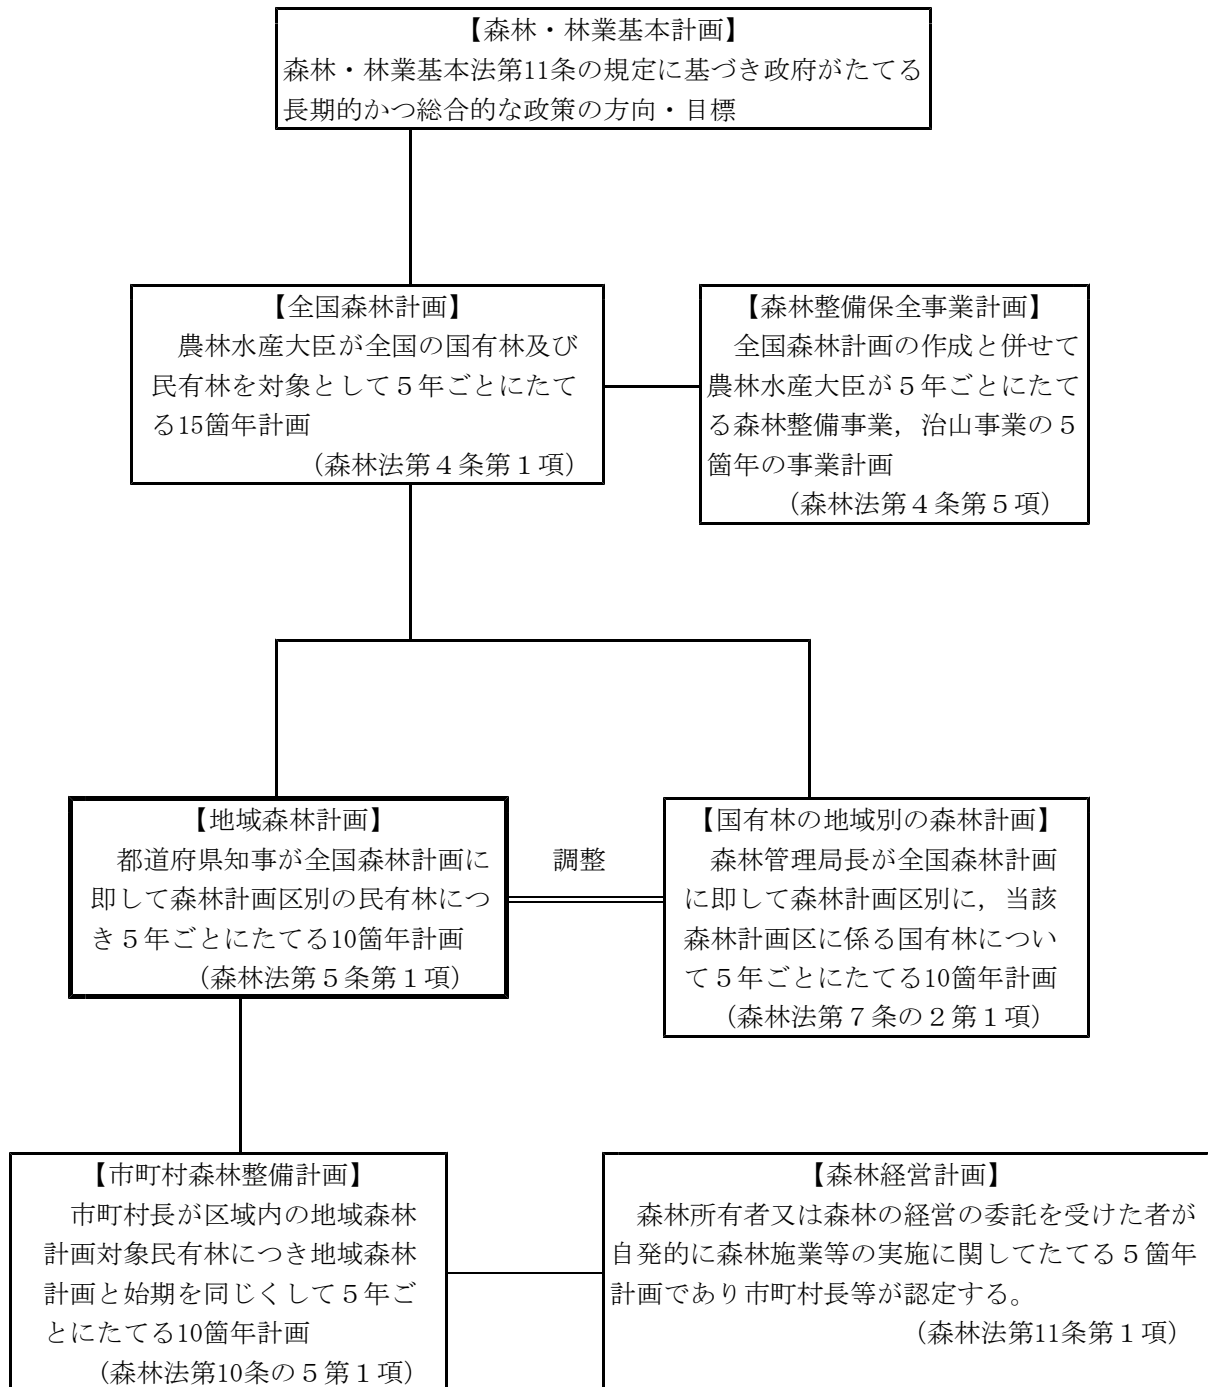 【森林・林業基本計画】
森林・林業基本法第11条の規定に基づき政府がたてる
長期的かつ総合的な政策の方向・目標
【全国森林計画】
農林水産大臣が全国の国有林及び
民有林を対象として５年ごとにたて
る15箇年計画
（森林法第４条第１項）
【森林整備保全事業計画】
全国森林計画の作成と併せて
農林水産大臣が５年ごとにたて
る森林整備事業，治山事業の５
箇年の事業計画
（森林法第４条第５項）
【地域森林計画】
都道府県知事が全国森林計画に
即して森林計画区別の民有林につ
き５年ごとにたてる10箇年計画
（森林法第５条第１項）
調整
【国有林の地域別の森林計画】
森林管理局長が全国森林計画
に即して森林計画区別に，当該
森林計画区に係る国有林につい
て５年ごとにたてる10箇年計画
（森林法第７条の２第１項）
【市町村森林整備計画】
市町村長が区域内の地域森林
計画対象民有林につき地域森林
計画と始期を同じくして５年ご
とにたてる10箇年計画
（森林法第10条の５第１項）
【森林経営計画】
森林所有者又は森林の経営の委託を受けた者が
自発的に森林施業等の実施に関してたてる５箇年
計画であり市町村長等が認定する。
（森林法第11条第１項）